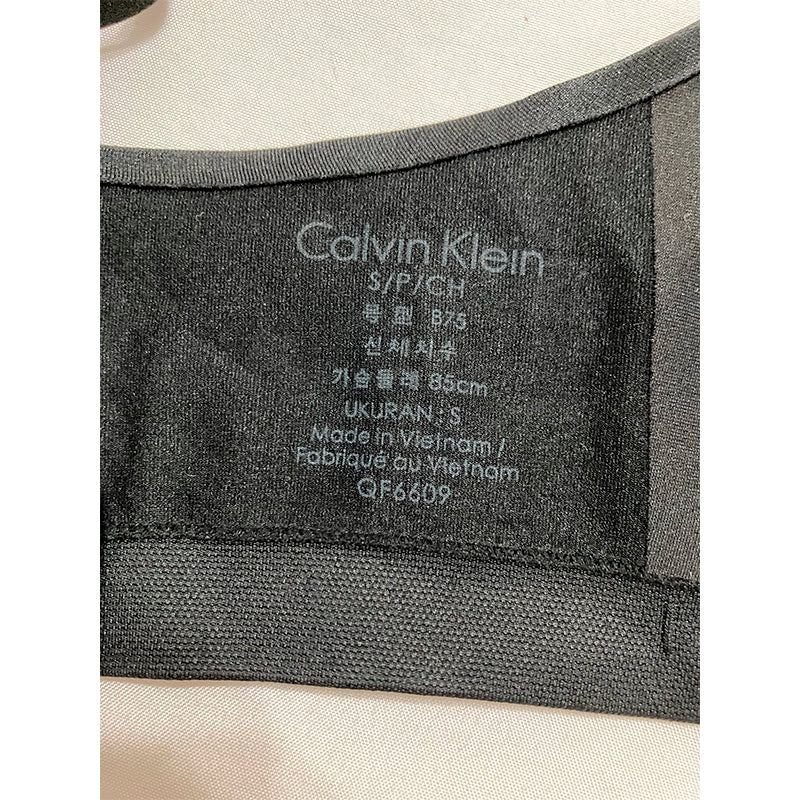 Calvin Klein
S/P/CH
B75
신체치수
가슴둘레 85cm
UKURAN : S
Made in Vietnam /
Fabriqué au Vietnam
QF6609